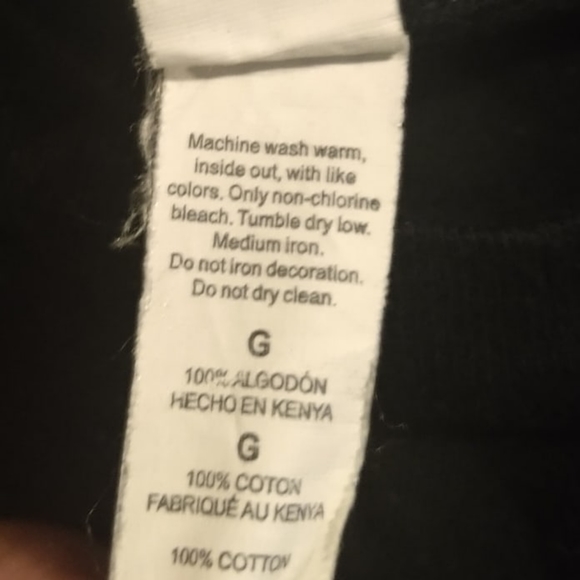 Machine wash warm,
inside out, with like
colors. Only non-chlorine
bleach. Tumble dry low.
Medium iron.
Do not iron decoration.
Do not dry clean.
G
100% ALGODÓN
HECHO EN KENYA
G
100% COTON
FABRIQUÉ AU KENYA
100% COTTON